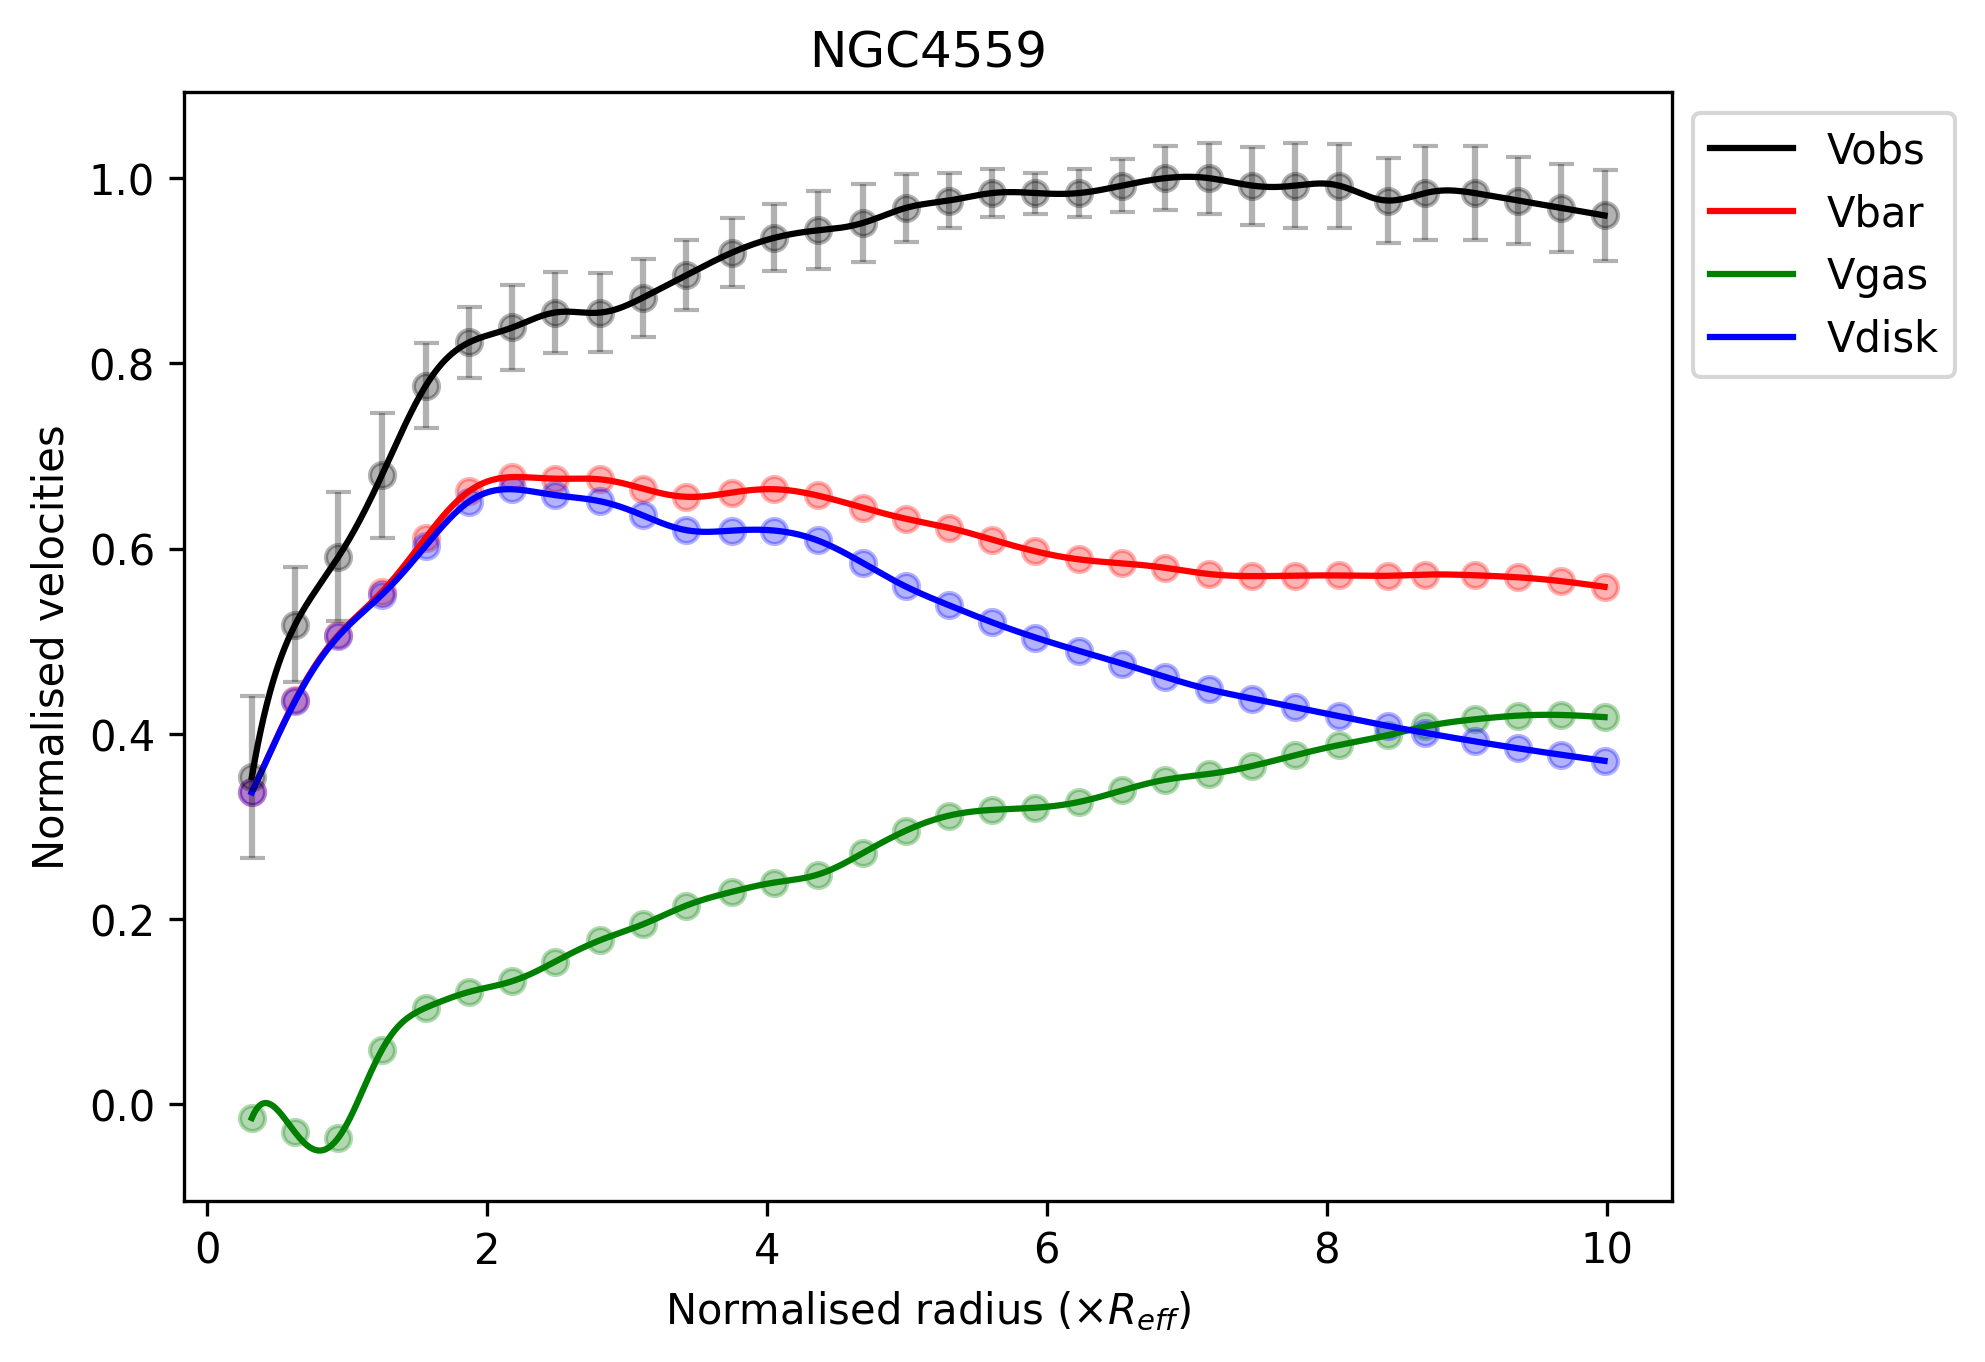 NGC4559
Vobs
Vbar
Vgas
Vdisk
1.0
0.8
0.6
0.4
0.2
0.0
Normalised velocities
0 2 4 6 8 10
Normalised radius (×R_eff)